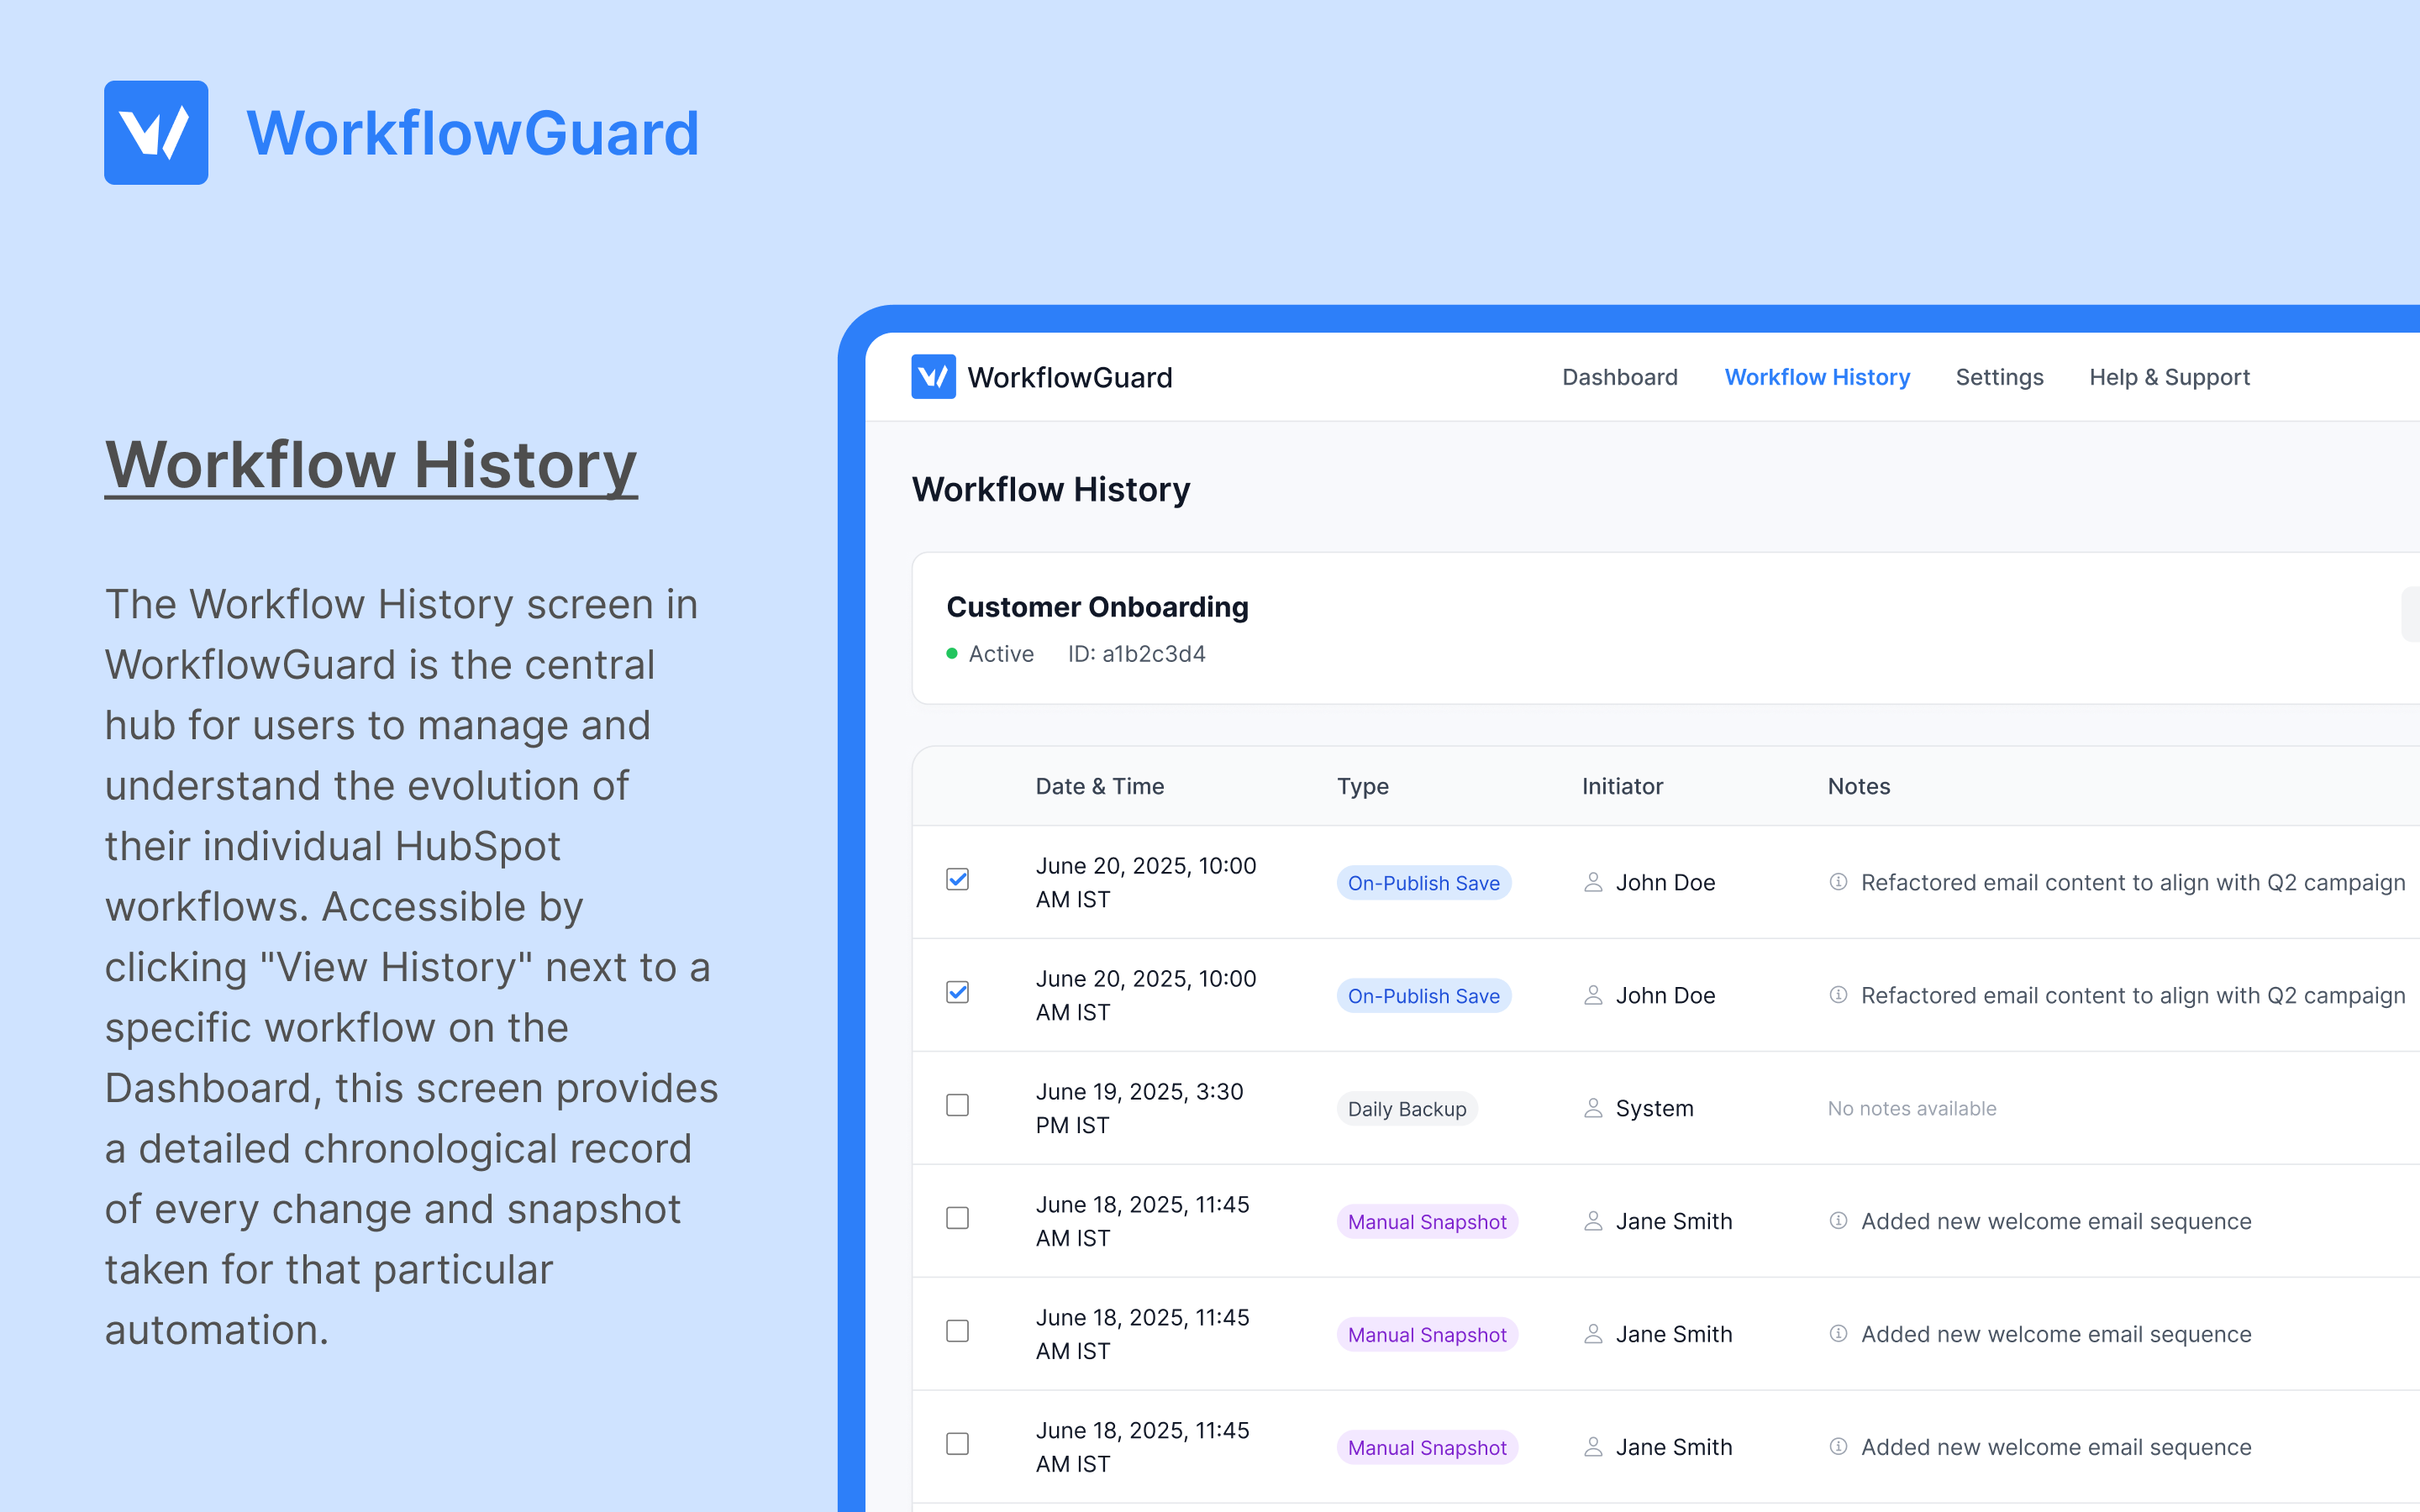 WorkflowGuard
Workflow History
The Workflow History screen in
WorkflowGuard is the central
hub for users to manage and
understand the evolution of
their individual HubSpot
workflows. Accessible by
clicking "View History" next to a
specific workflow on the
Dashboard, this screen provides
a detailed chronological record
of every change and snapshot
taken for that particular
automation.
WorkflowGuard
Dashboard Workflow History Settings Help & Support
Workflow History
Customer Onboarding
Active ID: a1b2c3d4
Date & Time Type Initiator Notes
June 20, 2025, 10:00
AM IST
On-Publish Save John Doe Refactored email content to align with Q2 campaign
June 20, 2025, 10:00
AM IST
On-Publish Save John Doe Refactored email content to align with Q2 campaign
June 19, 2025, 3:30
PM IST
Daily Backup System No notes available
June 18, 2025, 11:45
AM IST
Manual Snapshot Jane Smith Added new welcome email sequence
June 18, 2025, 11:45
AM IST
Manual Snapshot Jane Smith Added new welcome email sequence
June 18, 2025, 11:45
AM IST
Manual Snapshot Jane Smith Added new welcome email sequence